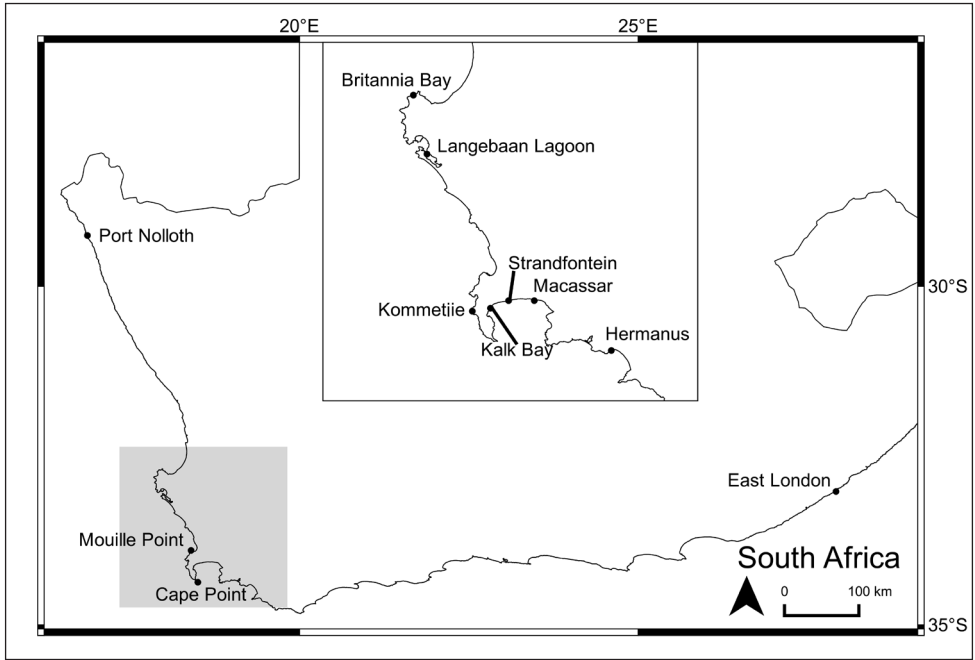 20°E
25°E
Britannia Bay
Langebaan Lagoon
Port Nolloth
Strandfontein
Macassar
30°S
Kommetiie
Hermanus
Kalk Bay
East London
Mouille Point
South Africa
Cape Point
0
100 km
35°S